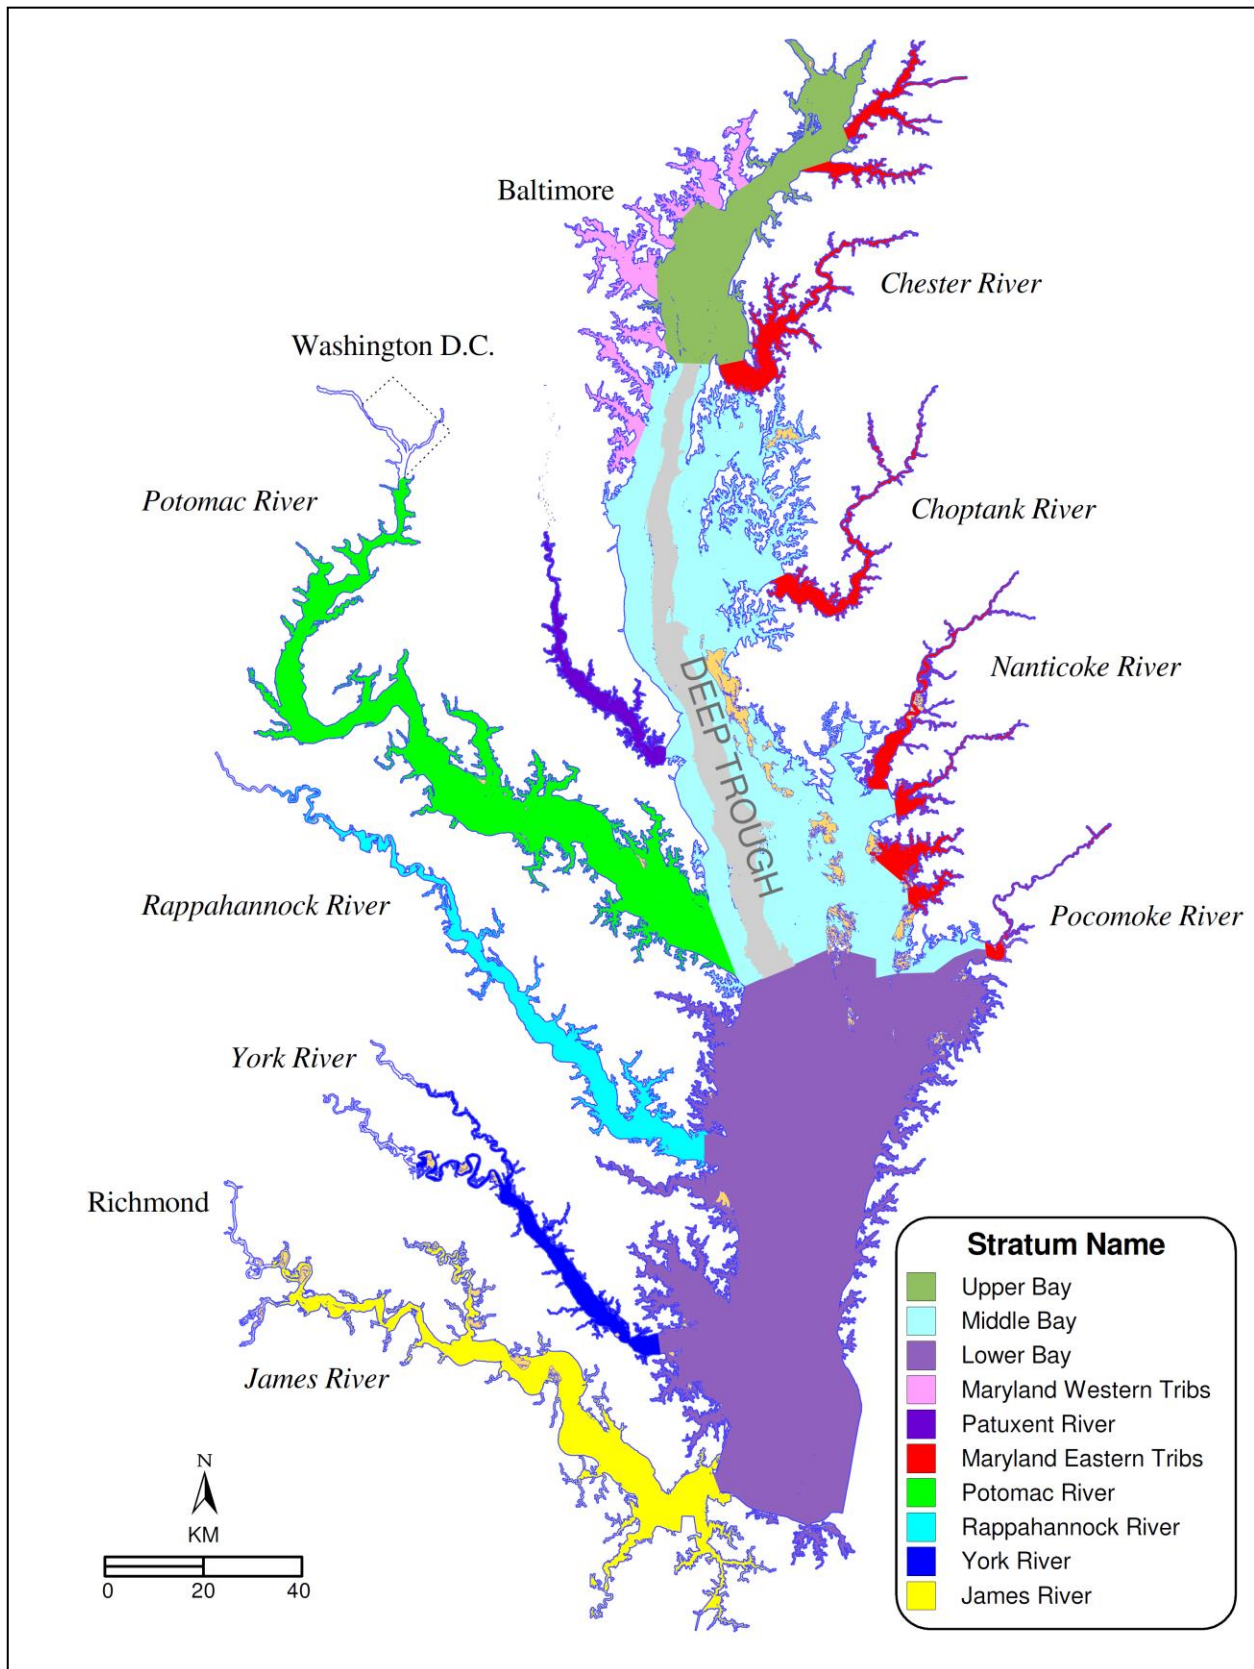 Baltimore
Chester River
Washington D.C.
Potomac River
Choptank River
Nanticoke River
DEEP TROUGH
Rappahannock River
Pocomoke River
York River
Richmond
James River
Stratum Name
Upper Bay
Middle Bay
Lower Bay
Maryland Western Tribs
Patuxent River
Maryland Eastern Tribs
Potomac River
Rappahannock River
York River
James River
N
KM
0 20 40